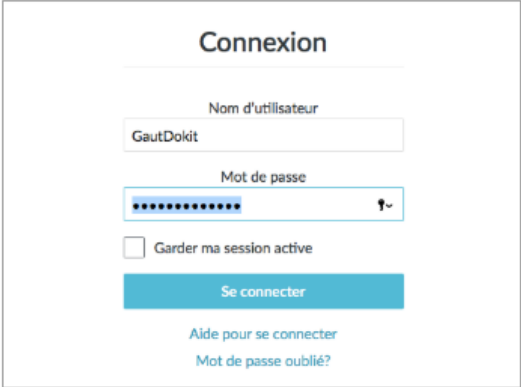 Connexion
Nom d'utilisateur
GautDokit
Mot de passe
•••••••••••••
Garder ma session active
Se connecter
Aide pour se connecter
Mot de passe oublié?